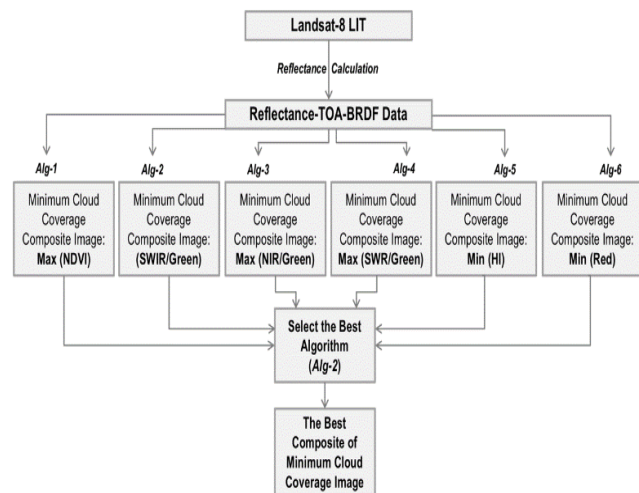 Landsat-8 LIT
Reflectance Calculation
Reflectance-TOA-BRDF Data
Alg-1
Alg-2
Alg-3
Alg-4
Alg-5
Alg-6
Minimum Cloud
Coverage
Composite Image:
Max (NDVI)
Minimum Cloud
Coverage
Composite Image:
(SWIR/Green)
Minimum Cloud
Coverage
Composite Image:
Max (NIR/Green)
Minimum Cloud
Coverage
Composite Image:
Max (SWR/Green)
Minimum Cloud
Coverage
Composite Image:
Min (HI)
Minimum Cloud
Coverage
Composite Image:
Min (Red)
Select the Best
Algorithm
(Alg-2)
The Best
Composite of
Minimum Cloud
Coverage Image